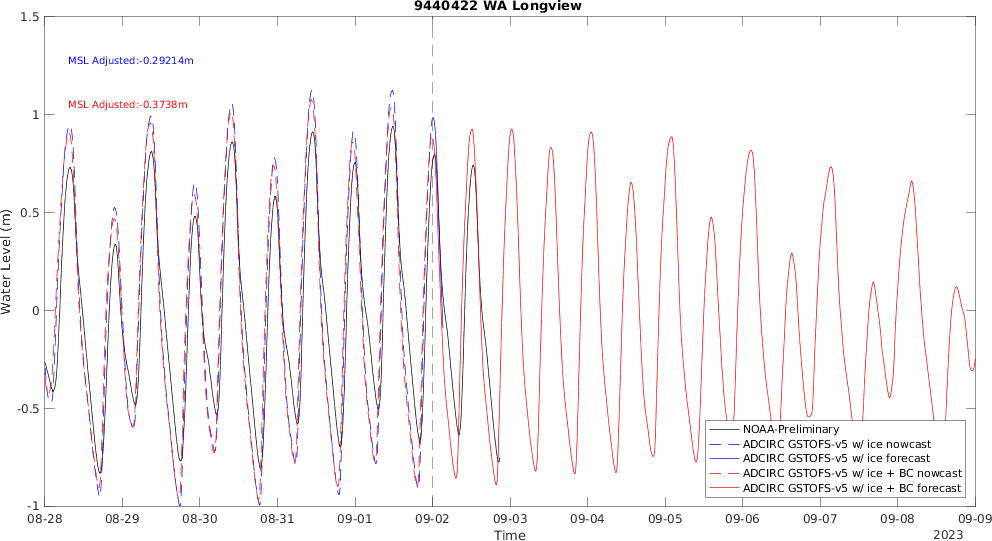 9440422 WA Longview
1.5
MSL Adjusted:-0.29214m
MSL Adjusted:-0.3738m
1
0.5
0
-0.5
-1
Water Level (m)
NOAA-Preliminary
ADCIRC GSTOFS-v5 w/ ice nowcast
ADCIRC GSTOFS-v5 w/ ice forecast
ADCIRC GSTOFS-v5 w/ ice + BC nowcast
ADCIRC GSTOFS-v5 w/ ice + BC forecast
08-28 08-29 08-30 08-31 09-01 09-02 09-03 09-04 09-05 09-06 09-07 09-08 09-09
Time
2023